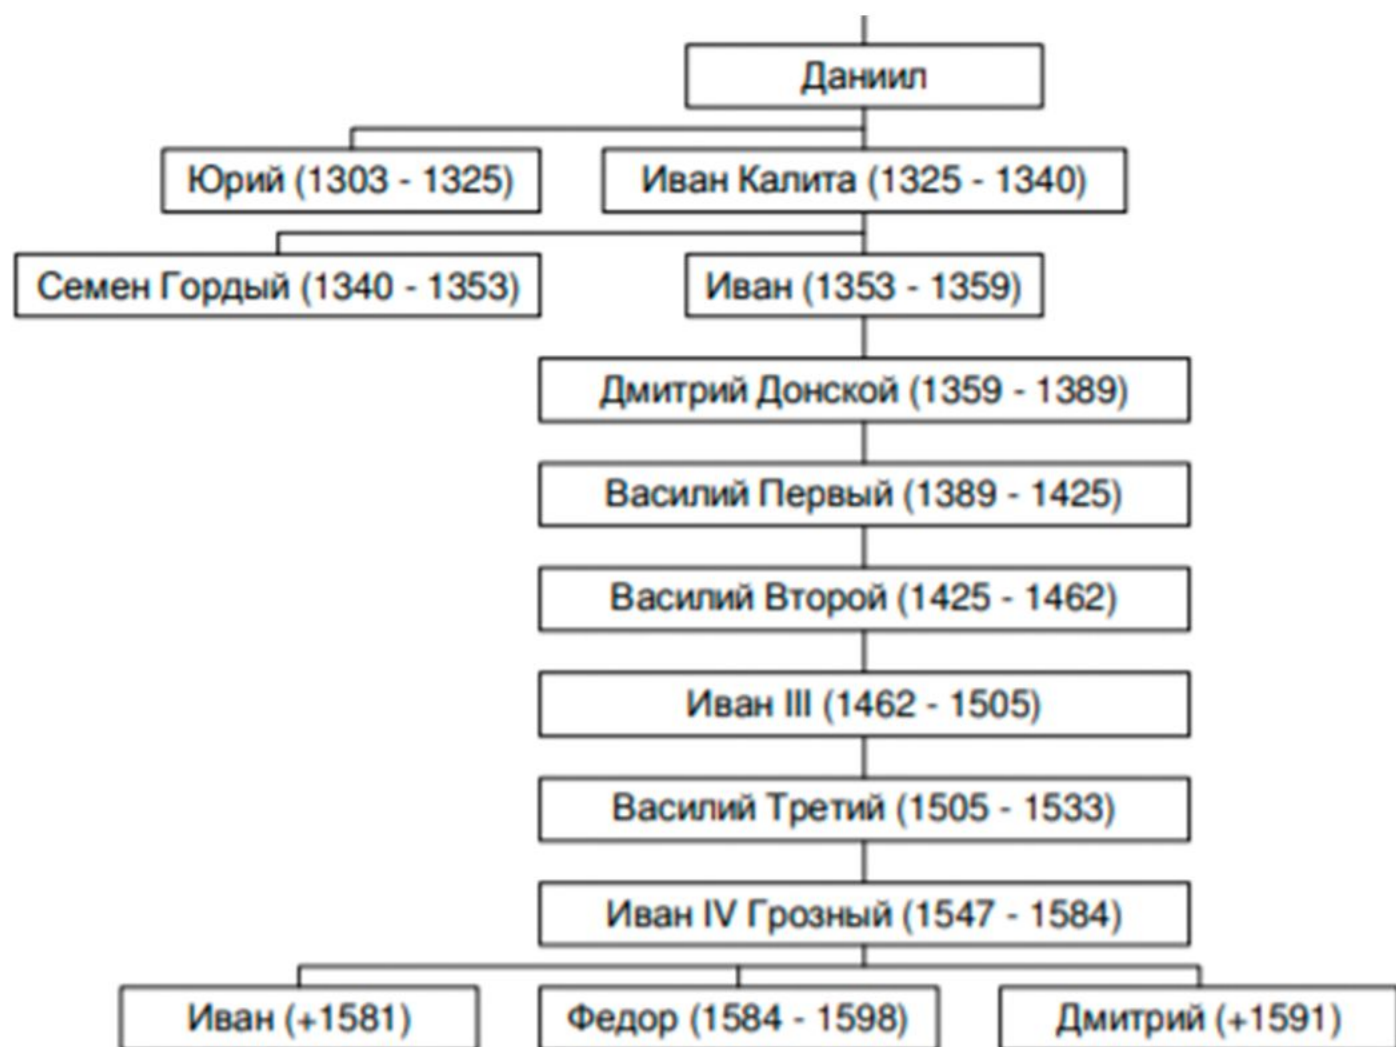 Даниил
Юрий (1303 - 1325)
Иван Калита (1325 - 1340)
Семен Гордый (1340 - 1353)
Иван (1353 - 1359)
Дмитрий Донской (1359 - 1389)
Василий Первый (1389 - 1425)
Василий Второй (1425 - 1462)
Иван III (1462 - 1505)
Василий Третий (1505 - 1533)
Иван IV Грозный (1547 - 1584)
Иван (+1581)
Федор (1584 - 1598)
Дмитрий (+1591)